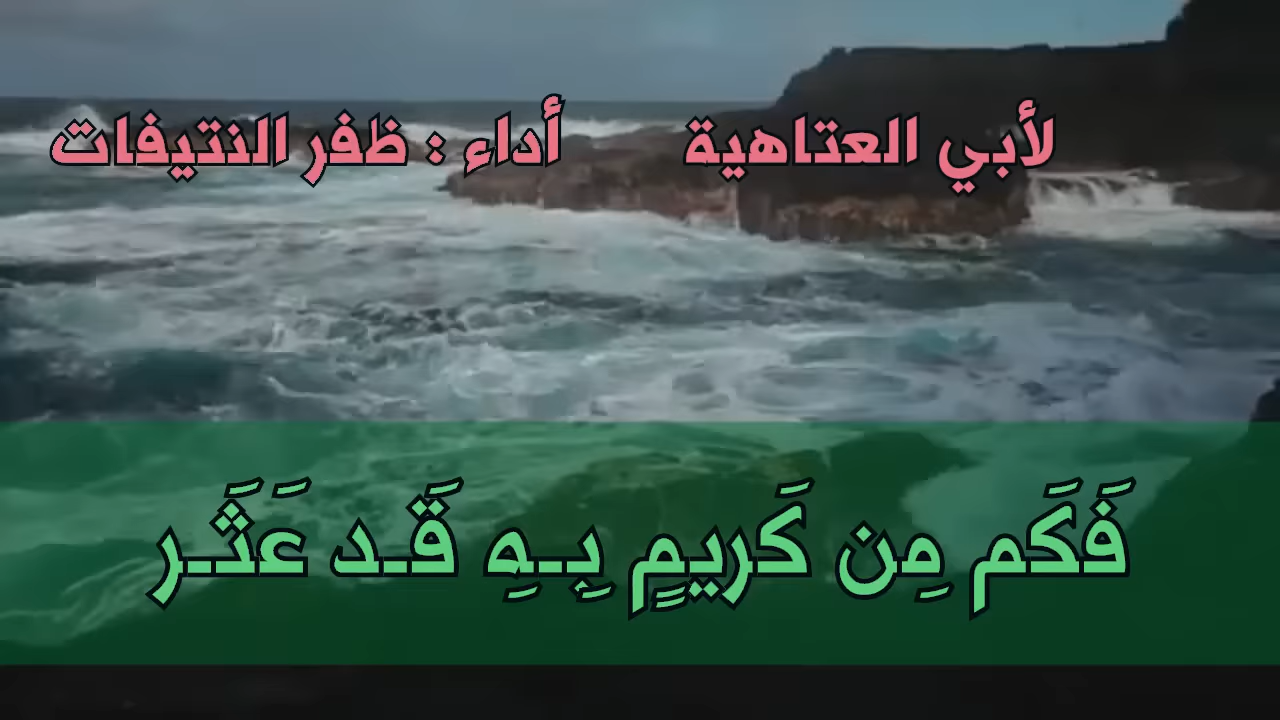 لأبي العتاهية أداء : ظفر النتيفات
فَكَم مِن كَريمٍ بِـهِ قَـد عَثَـر